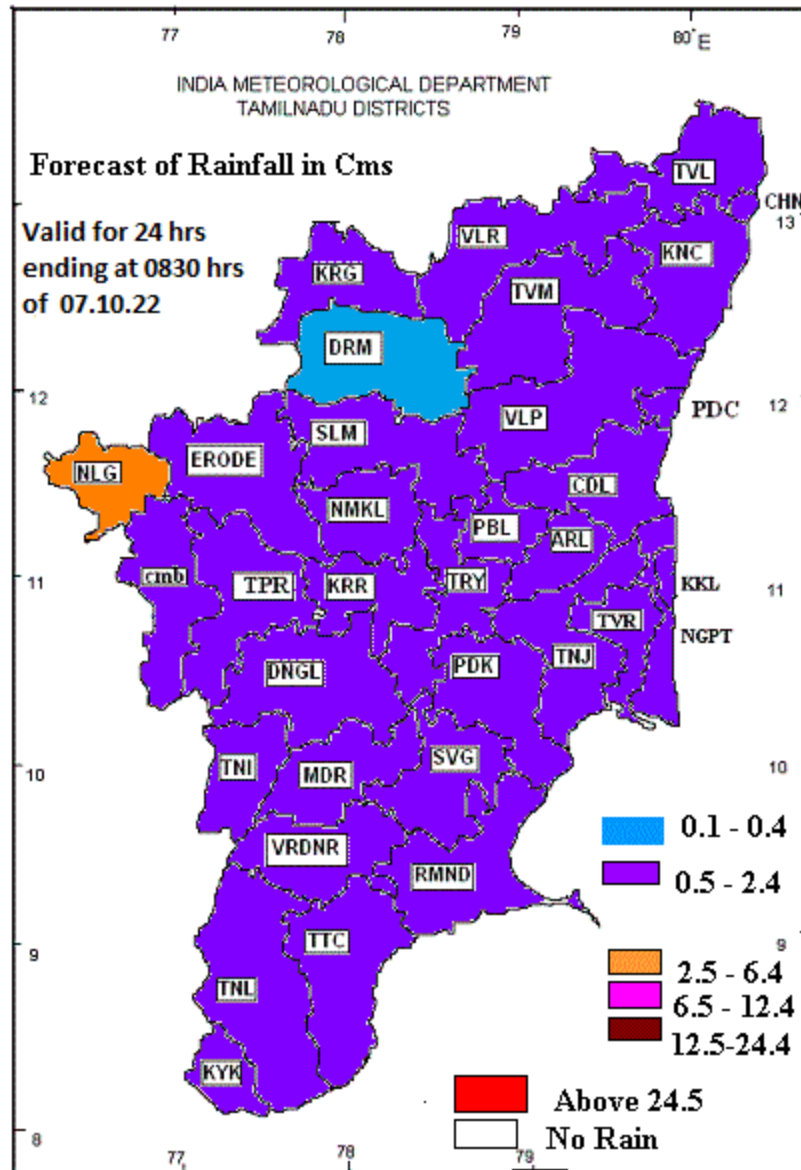 77 78 79 80°E
INDIA METEOROLOGICAL DEPARTMENT
TAMILNADU DISTRICTS
Forecast of Rainfall in Cms
TVL
CHN
13
Valid for 24 hrs
ending at 0830 hrs
of 07.10.22
VLR
KNC
KRG
TVM
DRM
12
12
PDC
VLP
SLM
ERODE
NLG
CDL
NMKL
PBL
ARL
11
cmb
TPR
KRR
TRY
KKL
11
TVR
NGPT
DNGL
PDK
TNJ
10
TNI
MDR
SVG
10
0.1 - 0.4
VRDNR
RMND
0.5 - 2.4
9
TTC
9
2.5 - 6.4
TNL
6.5 - 12.4
12.5-24.4
KYK
Above 24.5
8
No Rain
77 78 79